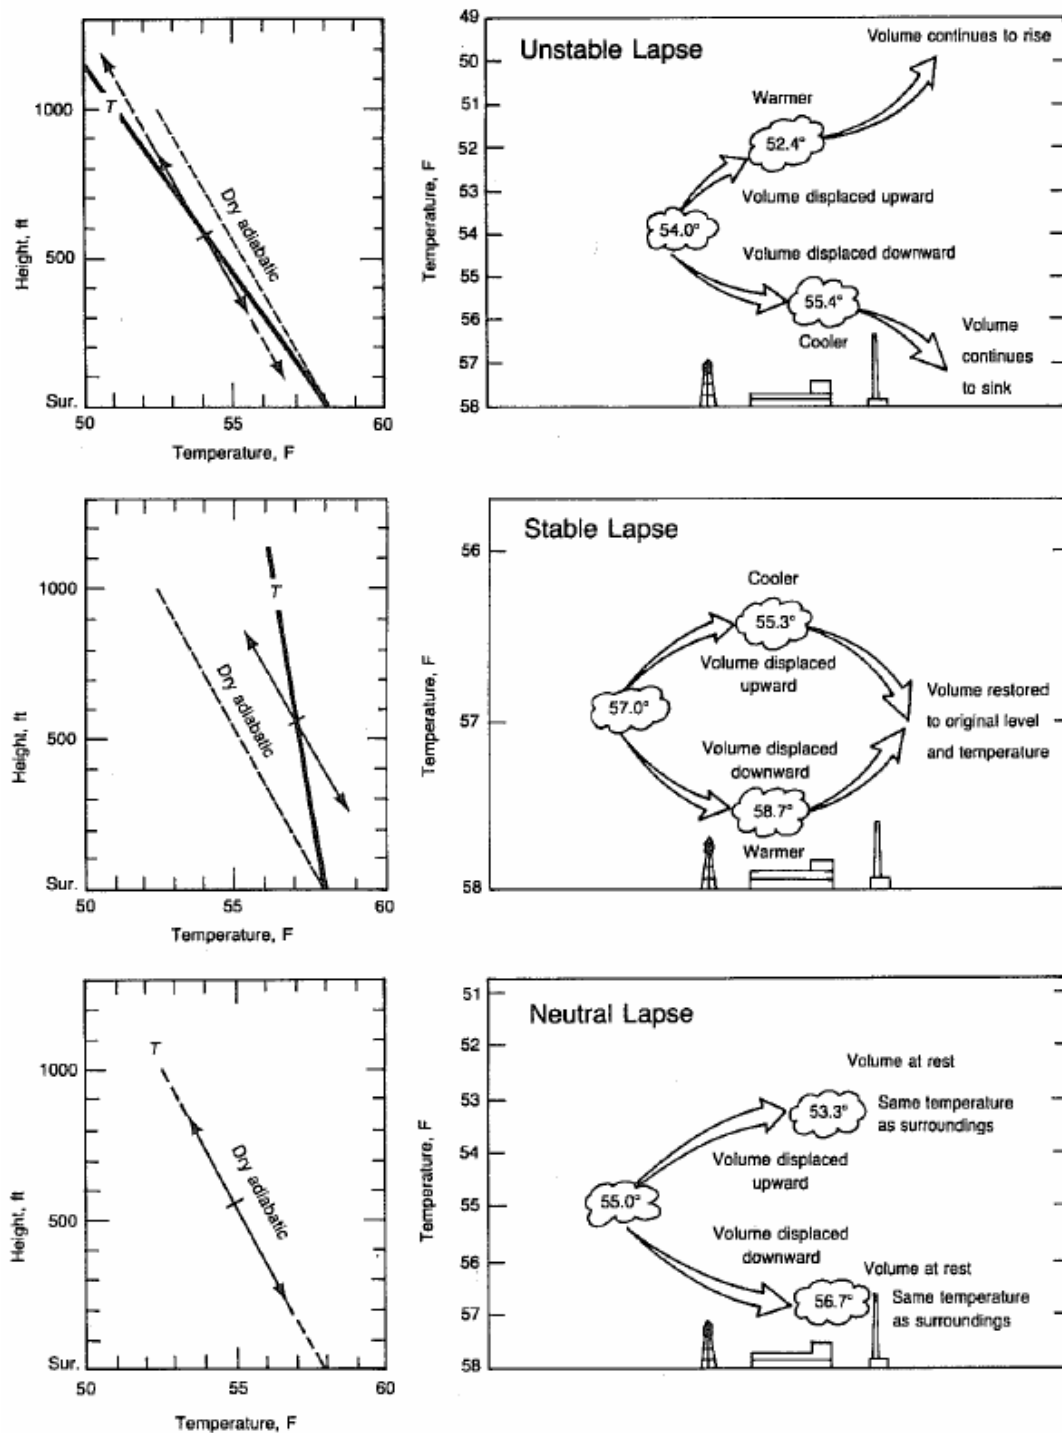 1000
500
Sur.
50
55
60
Height, ft
Temperature, F
T
Dry adiabatic
Unstable Lapse
49
50
51
52
53
54
55
56
57
58
Temperature, F
Volume continues to rise
Warmer
52.4°
Volume displaced upward
54.0°
Volume displaced downward
55.4°
Cooler
Volume
continues
to sink
1000
500
Sur.
50
55
60
Height, ft
Temperature, F
T
Dry adiabatic
Stable Lapse
56
57
58
Temperature, F
Cooler
55.3°
Volume displaced
upward
57.0°
Volume restored
to original level
and temperature
Volume displaced
downward
58.7°
Warmer
1000
500
Sur.
50
55
60
Height, ft
Temperature, F
T
Dry adiabatic
Neutral Lapse
51
52
53
54
55
56
57
58
Temperature, F
Volume at rest
53.3°
Same temperature
as surroundings
Volume displaced
upward
55.0°
Volume displaced
downward
Volume at rest
56.7°
Same temperature
as surroundings